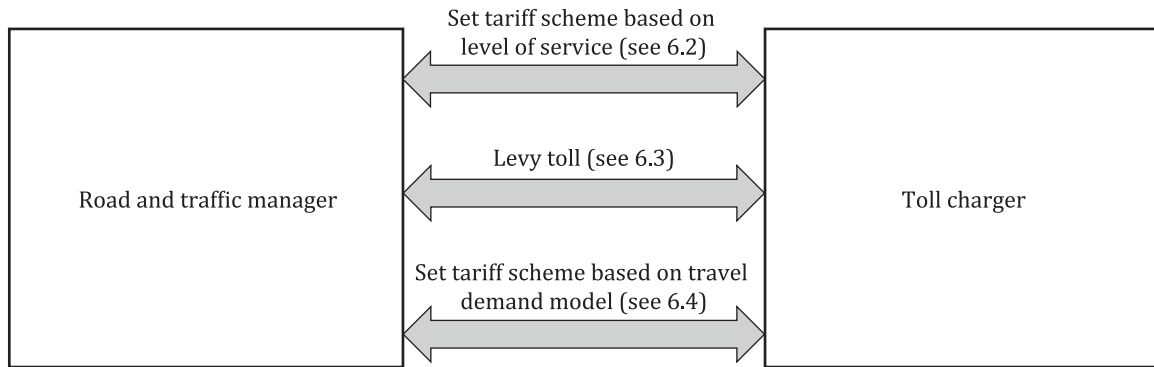 Set tariff scheme based on
level of service (see 6.2)
Road and traffic manager
Levy toll (see 6.3)
Toll charger
Set tariff scheme based on travel
demand model (see 6.4)